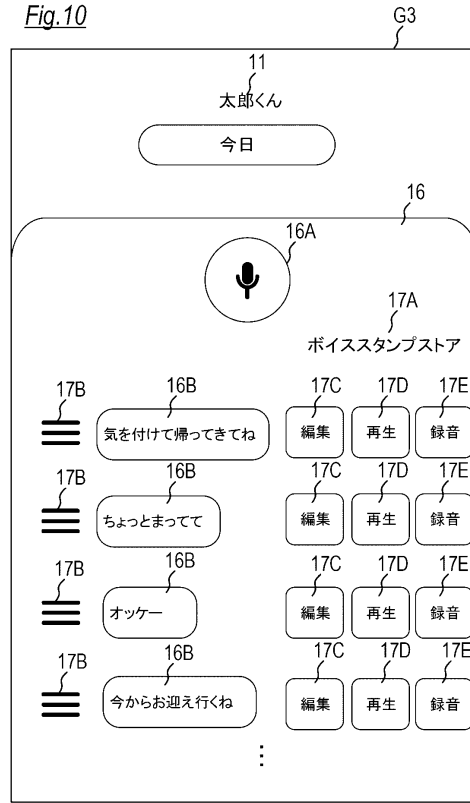 Fig.10
G3
11
太郎くん
今日
16
16A
17A
ボイススタンプストア
17B 16B 17C 17D 17E
気を付けて帰ってきてね 編集 再生 録音
17B 16B 17C 17D 17E
ちょっとまってて 編集 再生 録音
17B 16B 17C 17D 17E
オッケー 編集 再生 録音
17B 16B 17C 17D 17E
今からお迎え行くね 編集 再生 録音